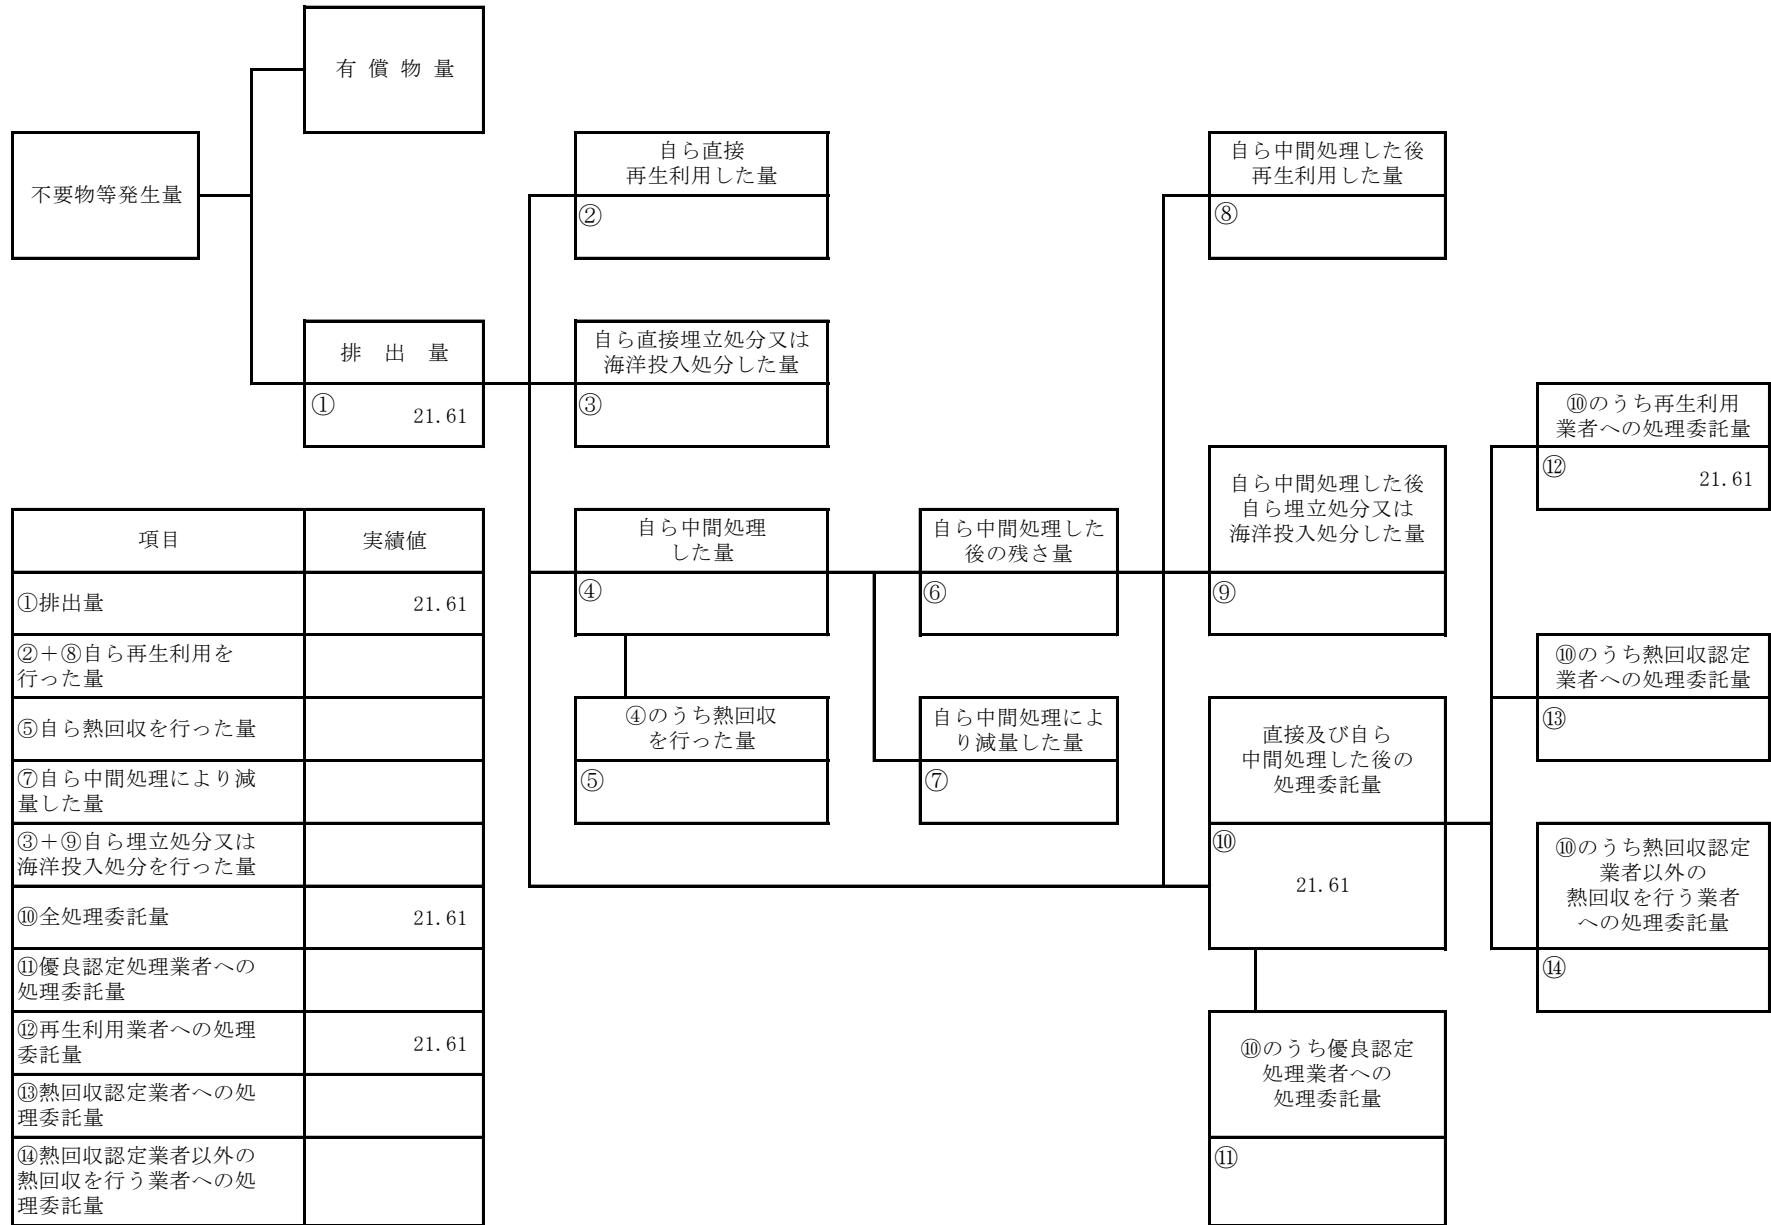 有 償 物 量
不要物等発生量
自ら直接
再生利用した量
②
自ら中間処理した後
再生利用した量
⑧
排 出 量
① 21.61
自ら直接埋立処分又は
海洋投入処分した量
③
⑩のうち再生利用
業者への処理委託量
⑫ 21.61
自ら中間処理
した量
④
自ら中間処理した
後の残さ量
⑥
自ら中間処理した後
自ら埋立処分又は
海洋投入処分した量
⑨
⑩のうち熱回収認定
業者への処理委託量
⑬
④のうち熱回収
を行った量
⑤
自ら中間処理によ
り減量した量
⑦
直接及び自ら
中間処理した後の
処理委託量
⑩
21.61
⑩のうち熱回収認定
業者以外の
熱回収を行う業者
への処理委託量
⑭
⑩のうち優良認定
処理業者への
処理委託量
⑪
項目 実績値
①排出量 21.61
②＋⑧自ら再生利用を
行った量
⑤自ら熱回収を行った量
⑦自ら中間処理により減
量した量
③＋⑨自ら埋立処分又は
海洋投入処分を行った量
⑩全処理委託量 21.61
⑪優良認定処理業者への
処理委託量
⑫再生利用業者への処理
委託量 21.61
⑬熱回収認定業者への処
理委託量
⑭熱回収認定業者以外の
熱回収を行う業者への処
理委託量